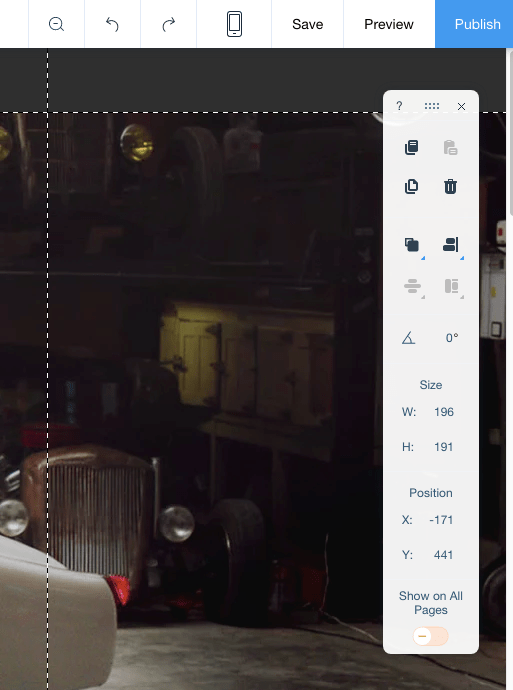 Save
Preview
Publish
?
0°
Size
W: 196
H: 191
Position
X: -171
Y: 441
Show on All
Pages